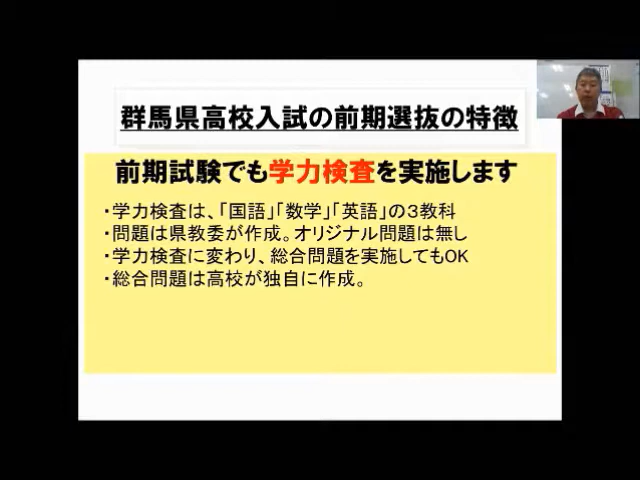 群馬県高校入試の前期選抜の特徴
前期試験でも学力検査を実施します
・学力検査は、「国語」「数学」「英語」の３教科
・問題は県教委が作成。オリジナル問題は無し
・学力検査に変わり、総合問題を実施してもOK
・総合問題は高校が独自に作成。